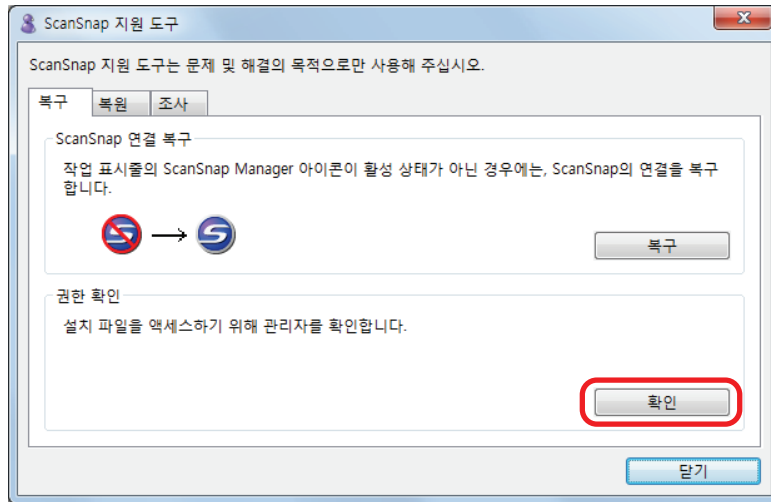 ScanSnap 지원 도구
ScanSnap 지원 도구는 문제 및 해결의 목적으로만 사용해 주십시오.
복구 복원 조사
ScanSnap 연결 복구
작업 표시줄의 ScanSnap Manager 아이콘이 활성 상태가 아닌 경우에는, ScanSnap의 연결을 복구
합니다.
복구
권한 확인
설치 파일을 액세스하기 위해 관리자를 확인합니다.
확인
닫기